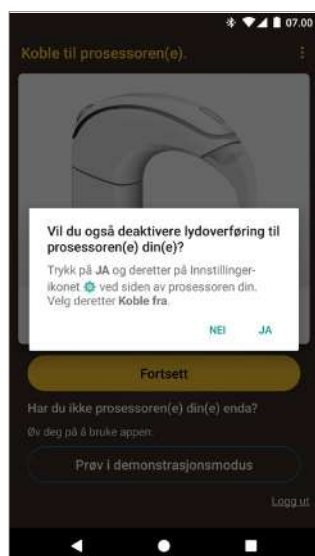 07.00
Koble til prosessoren(e).
Vil du også deaktivere lydoverføring til
prosessoren(e) din(e)?
Trykk på JA og deretter på Innstillinger-
ikonet ved siden av prosessoren din.
Velg deretter Koble fra.
NEI JA
Fortsett
Har du ikke prosessoren(e) din(e) enda?
Øv deg på å bruke appen:
Prøv i demonstrasjonsmodus
Logg ut